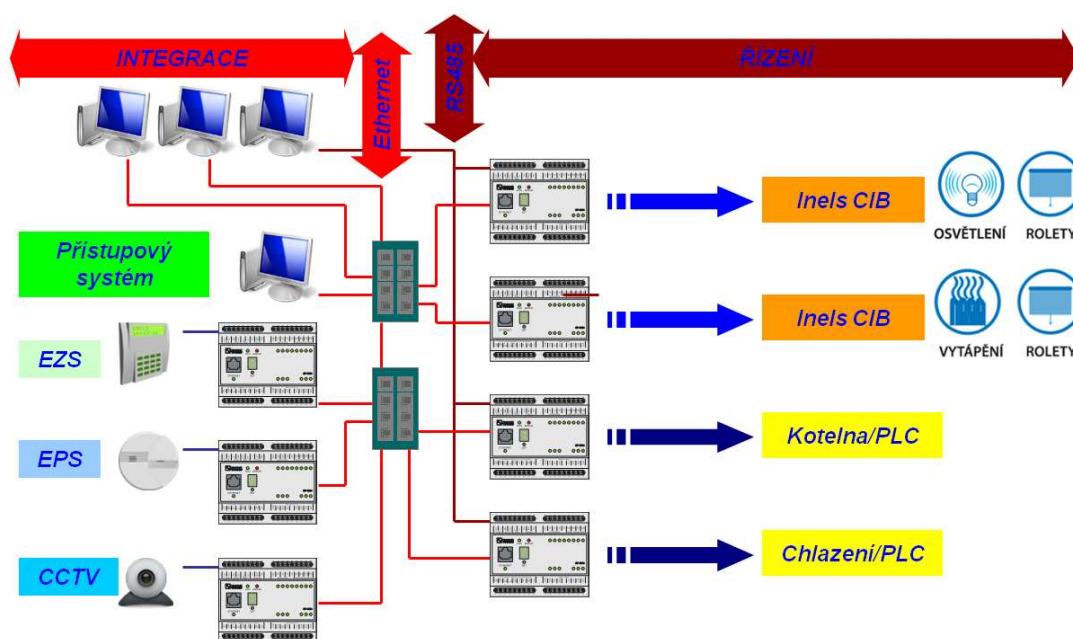 INTEGRACE
Ethernet
RS485
ŘÍZENÍ
Inels CIB
OSVĚTLENÍ
ROLETY
Přístupový
systém
Inels CIB
VYTÁPĚNÍ
ROLETY
EZS
Kotelna/PLC
EPS
Chlazení/PLC
CCTV